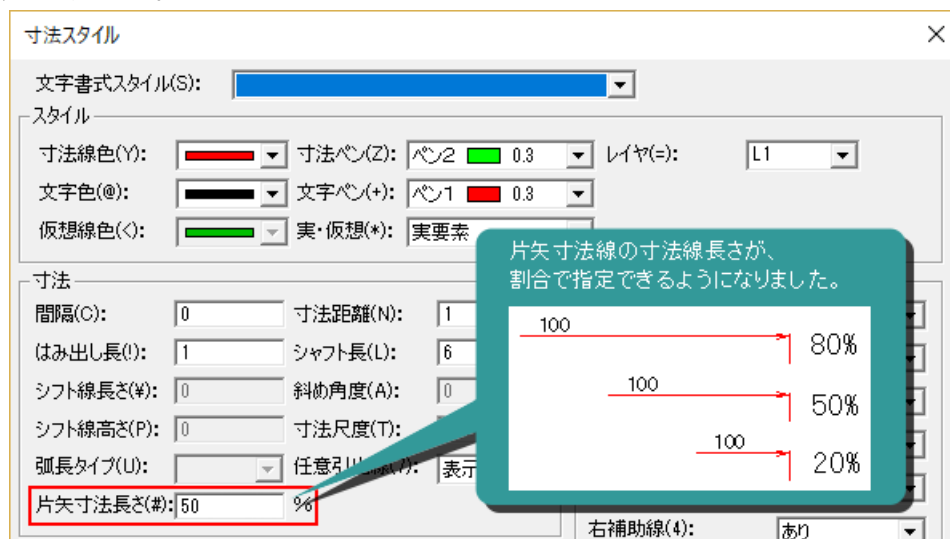 寸法スタイル
文字書式スタイル(S):
スタイル
寸法線色(Y): 寸法ペン(Z): ペン2 0.3 レイヤ(=): L1
文字色(@): 文字ペン(+): ペン1 0.3
仮想線色(<): 実・仮想(*): 実要素
片矢寸法線の寸法線長さが、
割合で指定できるようになりました。
100 80%
100 50%
100 20%
寸法
間隔(C): 0 寸法距離(N): 1
はみ出し長(!): 1 シャフト長(L): 6
シフト線長さ(¥): 0 斜め角度(A): 0
シフト線高さ(P): 0 寸法尺度(T):
弧長タイプ(U): 任意引 表示
片矢寸法長さ(#): 50 %
右補助線(4): あり